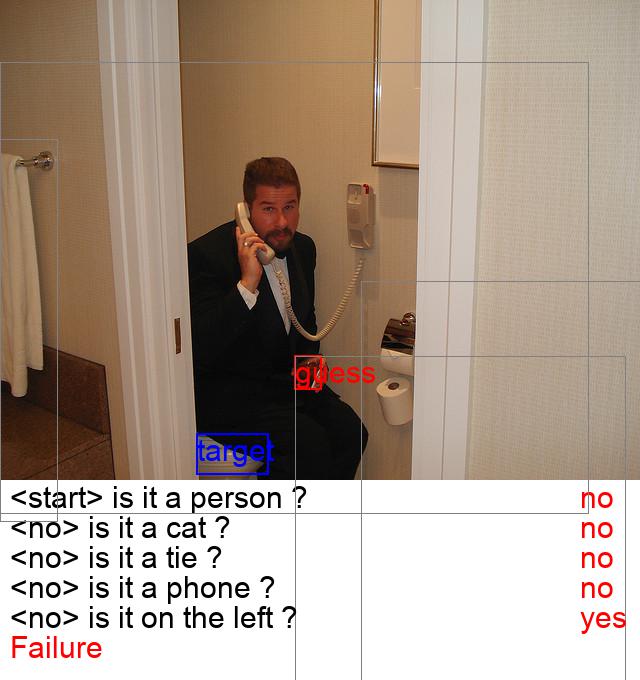 guess
target
<start> is it a person ? no
<no> is it a cat ? no
<no> is it a tie ? no
<no> is it a phone ? no
<no> is it on the left ? yes
Failure